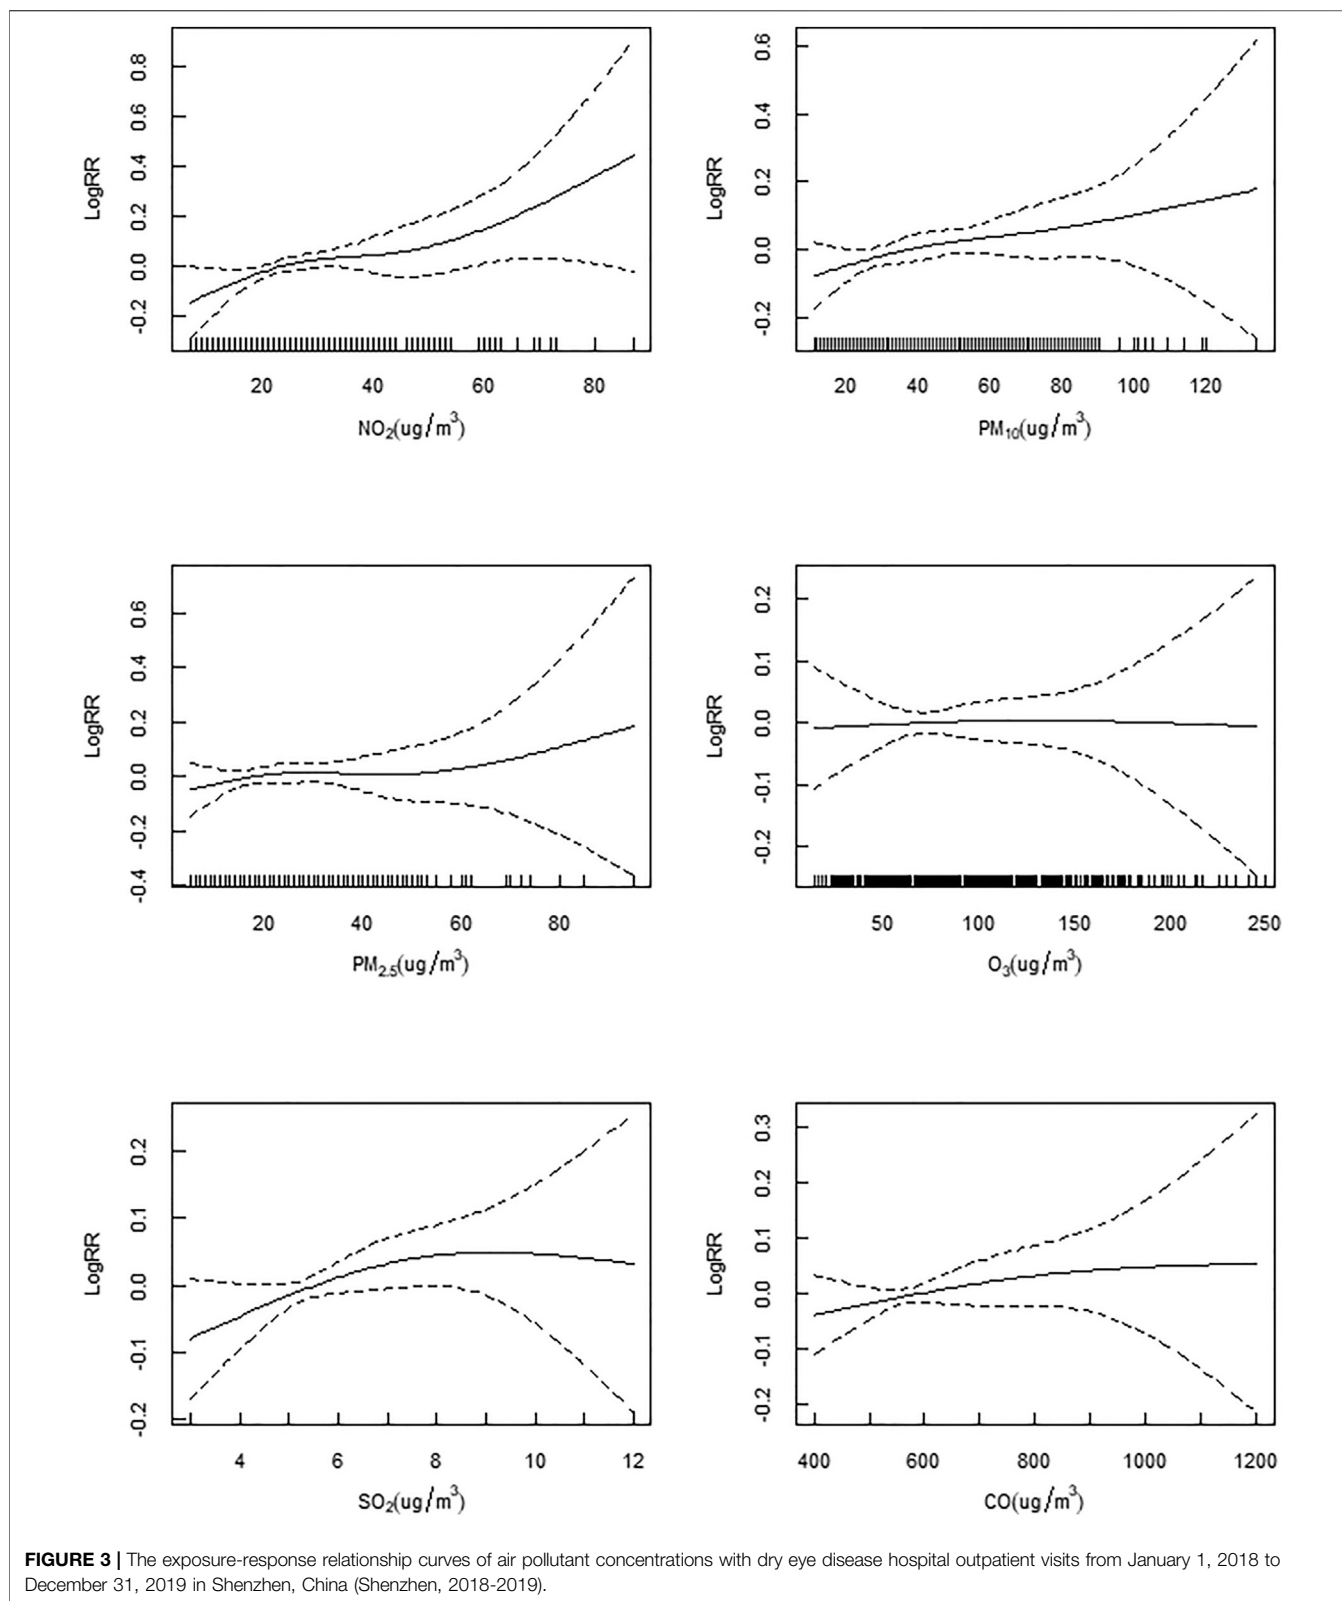 LogRR
-0.2 0.0 0.2 0.4 0.6 0.8
20 40 60 80
NO₂(ug/m³)
LogRR
-0.2 0.0 0.2 0.4 0.6
20 40 60 80 100 120
PM₁₀(ug/m³)
LogRR
-0.4 -0.2 0.0 0.2 0.4 0.6
20 40 60 80
PM₂.₅(ug/m³)
LogRR
-0.2 -0.1 0.0 0.1 0.2
50 100 150 200 250
O₃(ug/m³)
LogRR
-0.2 -0.1 0.0 0.1 0.2
4 6 8 10 12
SO₂(ug/m³)
LogRR
-0.2 -0.1 0.0 0.1 0.2 0.3
400 600 800 1000 1200
CO(ug/m³)
FIGURE 3 | The exposure-response relationship curves of air pollutant concentrations with dry eye disease hospital outpatient visits from January 1, 2018 to
December 31, 2019 in Shenzhen, China (Shenzhen, 2018-2019).